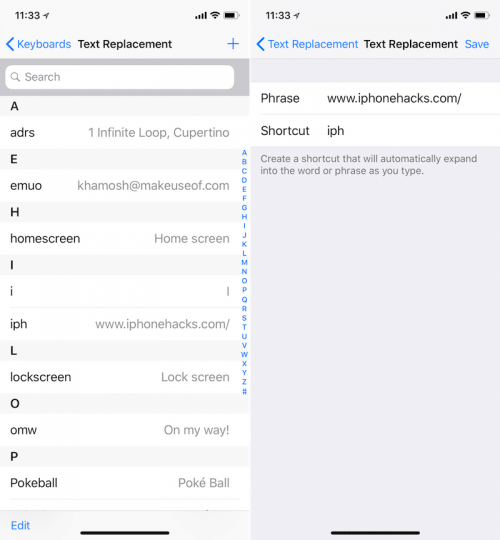 11:33
Keyboards Text Replacement +
Search
A
adrs 1 Infinite Loop, Cupertino
E
emuo khamosh@makeuseof.com
H
homescreen Home screen
I
i I
iph www.iphonehacks.com/
L
lockscreen Lock screen
O
omw On my way!
P
Pokeball Poké Ball
Edit
A
B
C
D
E
F
G
H
I
J
K
L
M
N
O
P
Q
R
S
T
U
V
W
X
Y
Z
#
11:33
Text Replacement Text Replacement Save
Phrase www.iphonehacks.com/
Shortcut iph
Create a shortcut that will automatically expand
into the word or phrase as you type.